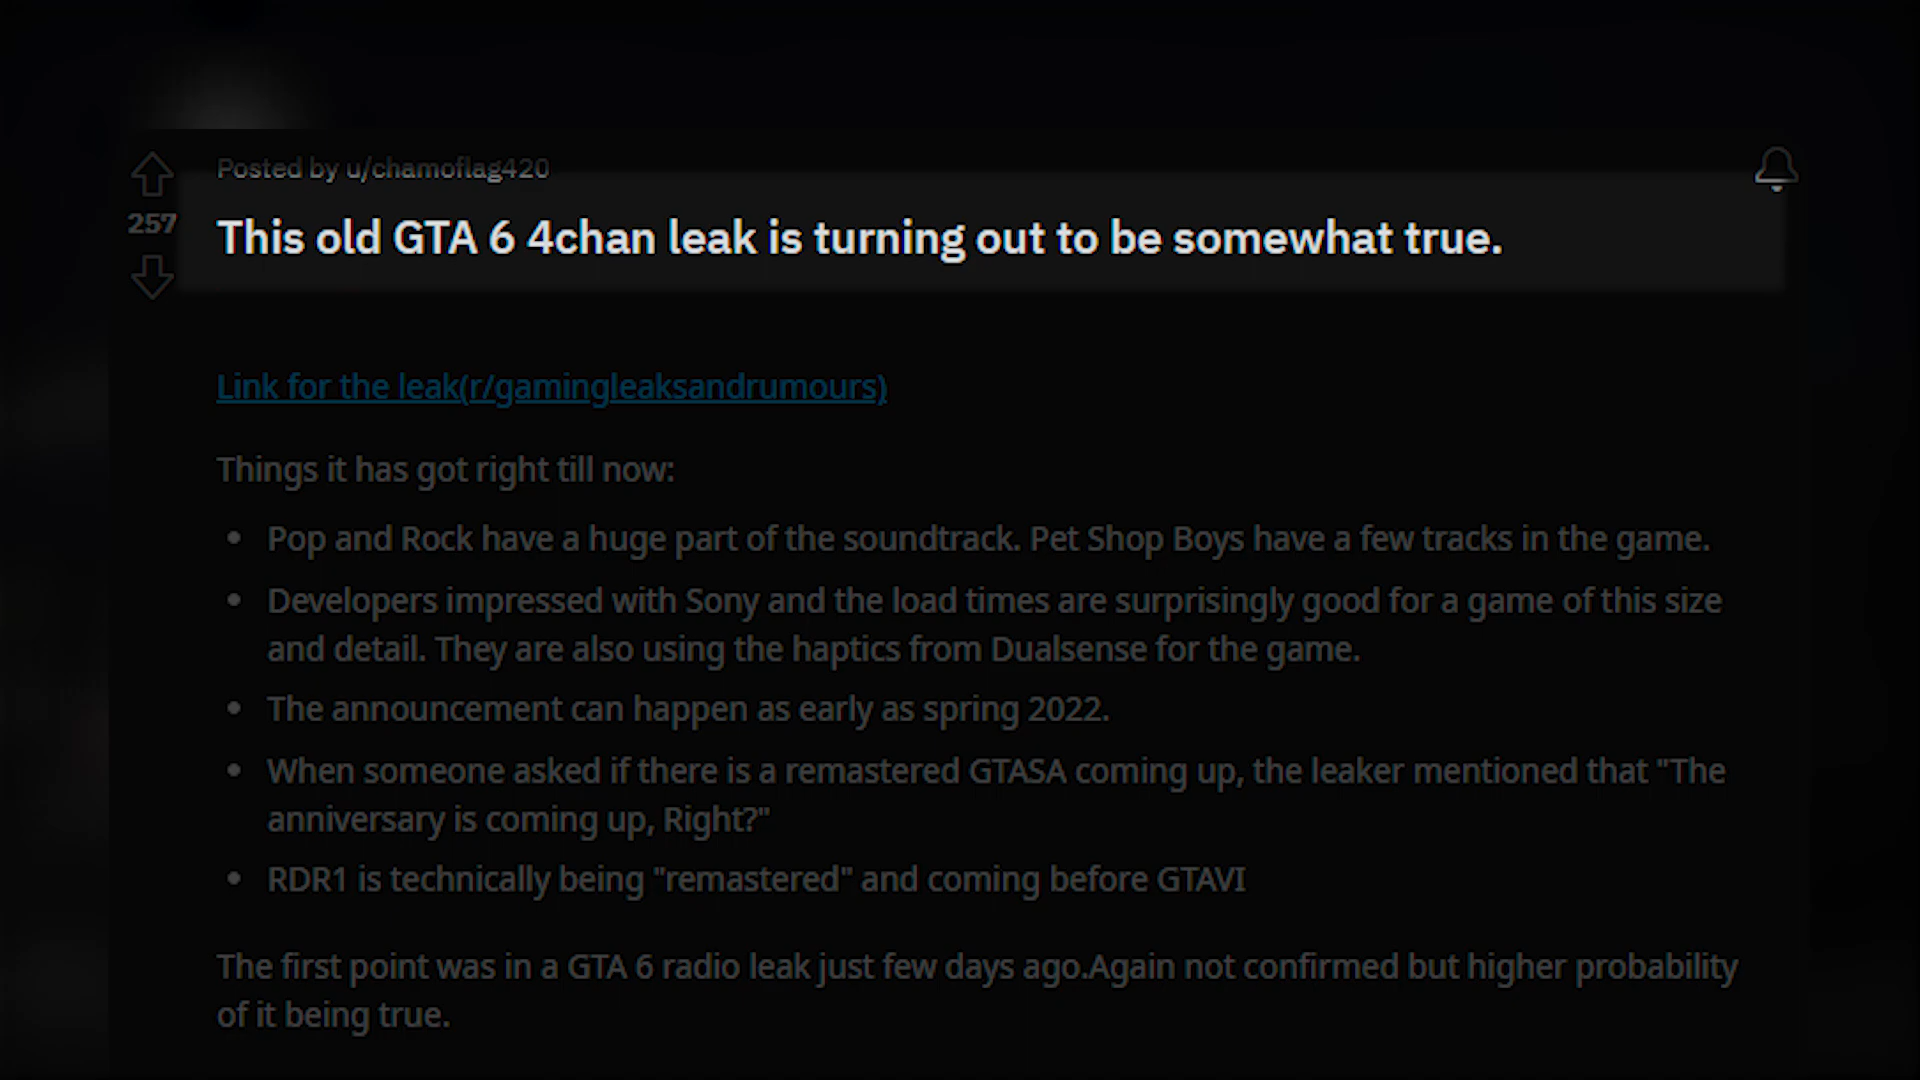 Posted by u/chamoflag420
257
This old GTA 6 4chan leak is turning out to be somewhat true.
Link for the leak(r/gamingleaksandrumours)
Things it has got right till now:
• Pop and Rock have a huge part of the soundtrack. Pet Shop Boys have a few tracks in the game.
• Developers impressed with Sony and the load times are surprisingly good for a game of this size
and detail. They are also using the haptics from Dualsense for the game.
• The announcement can happen as early as spring 2022.
• When someone asked if there is a remastered GTASA coming up, the leaker mentioned that "The
anniversary is coming up, Right?"
• RDR1 is technically being "remastered" and coming before GTAVI
The first point was in a GTA 6 radio leak just few days ago.Again not confirmed but higher probability
of it being true.